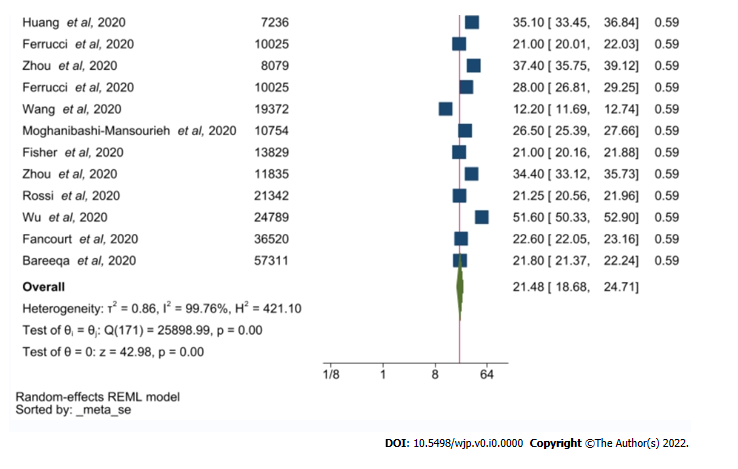 Huang et al, 2020 7236 35.10 [ 33.45, 36.84] 0.59
Ferrucci et al, 2020 10025 21.00 [ 20.01, 22.03] 0.59
Zhou et al, 2020 8079 37.40 [ 35.75, 39.12] 0.59
Ferrucci et al, 2020 10025 28.00 [ 26.81, 29.25] 0.59
Wang et al, 2020 19372 12.20 [ 11.69, 12.74] 0.59
Moghanibashi-Mansourieh et al, 2020 10754 26.50 [ 25.39, 27.66] 0.59
Fisher et al, 2020 13829 21.00 [ 20.16, 21.88] 0.59
Zhou et al, 2020 11835 34.40 [ 33.12, 35.73] 0.59
Rossi et al, 2020 21342 21.25 [ 20.56, 21.96] 0.59
Wu et al, 2020 24789 51.60 [ 50.33, 52.90] 0.59
Fancourt et al, 2020 36520 22.60 [ 22.05, 23.16] 0.59
Bareeqa et al, 2020 57311 21.80 [ 21.37, 22.24] 0.59
Overall 21.48 [ 18.68, 24.71]
Heterogeneity: τ² = 0.86, I² = 99.76%, H² = 421.10
Test of θᵢ = θⱼ: Q(171) = 25898.99, p = 0.00
Test of θ = 0: z = 42.98, p = 0.00
1/8 1 8 64
Random-effects REML model
Sorted by: _meta_se
DOI: 10.5498/wjp.v0.i0.0000 Copyright ©The Author(s) 2022.